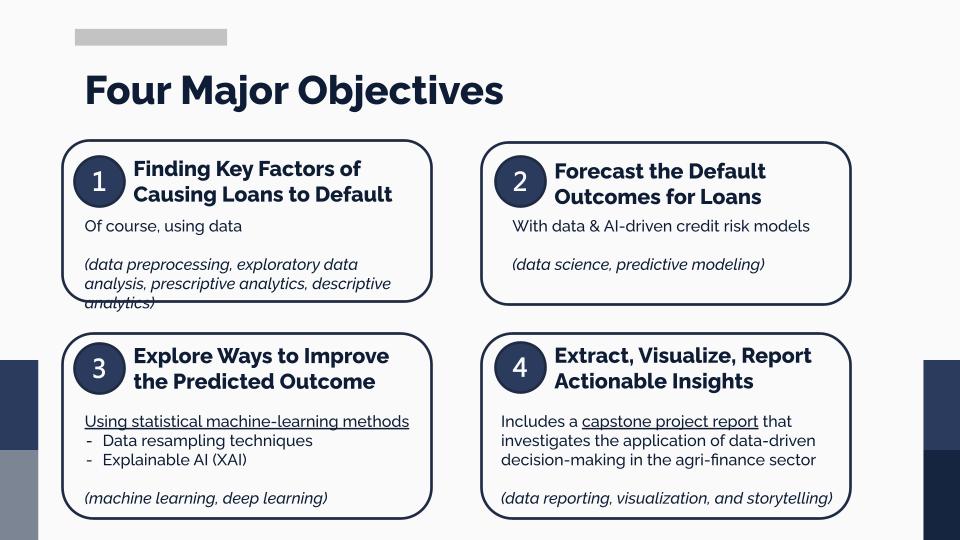 Four Major Objectives
1
Finding Key Factors of
Causing Loans to Default
Of course, using data
(data preprocessing, exploratory data
analysis, prescriptive analytics, descriptive
analytics)
2
Forecast the Default
Outcomes for Loans
With data & AI-driven credit risk models
(data science, predictive modeling)
3
Explore Ways to Improve
the Predicted Outcome
Using statistical machine-learning methods
- Data resampling techniques
- Explainable AI (XAI)
(machine learning, deep learning)
4
Extract, Visualize, Report
Actionable Insights
Includes a capstone project report that
investigates the application of data-driven
decision-making in the agri-finance sector
(data reporting, visualization, and storytelling)